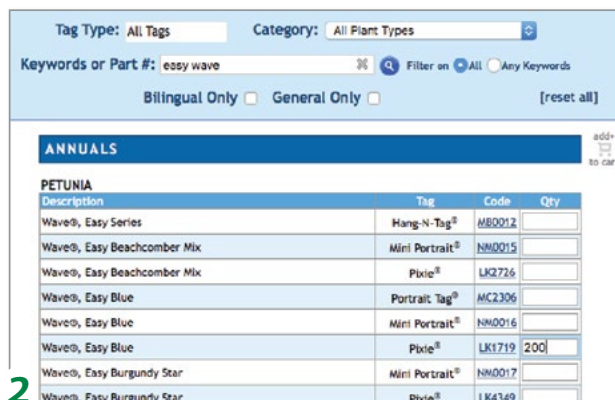 Tag Type: All Tags Category: All Plant Types
Keywords or Part #: easy wave Filter on All Any Keywords
Bilingual Only General Only [reset all]
ANNUALS
add+
to car
PETUNIA
Description Tag Code Qty
Wave®, Easy Series Hang-N-Tag® MB0012
Wave®, Easy Beachcomber Mix Mini Portrait® NM0015
Wave®, Easy Beachcomber Mix Pixie® LK2726
Wave®, Easy Blue Portrait Tag® MC2306
Wave®, Easy Blue Mini Portrait® NM0016
Wave®, Easy Blue Pixie® LK1719 200
Wave®, Easy Burgundy Star Mini Portrait® NM0017
Wave®, Easy Burgundy Star Pixie® LK4349
2